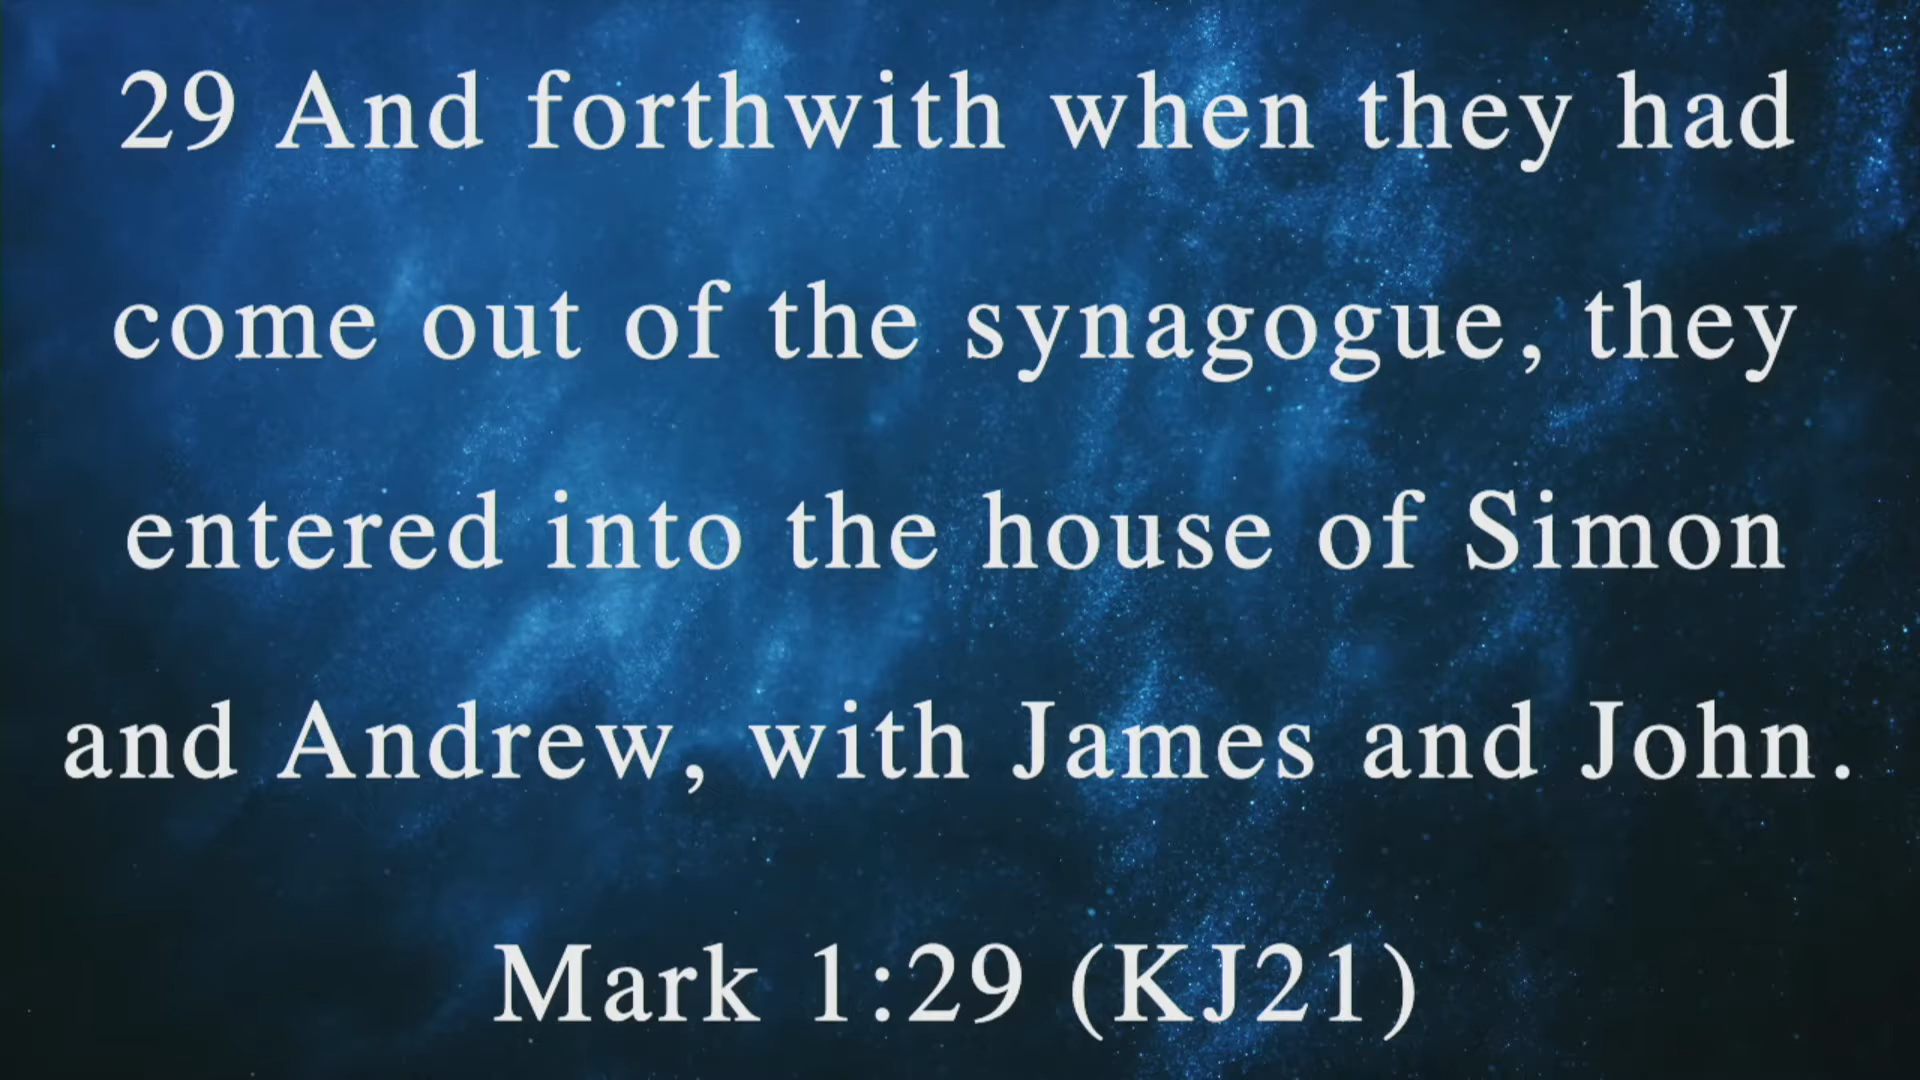 29 And forthwith when they had
come out of the synagogue, they
entered into the house of Simon
and Andrew, with James and John.
Mark 1:29 (KJ21)